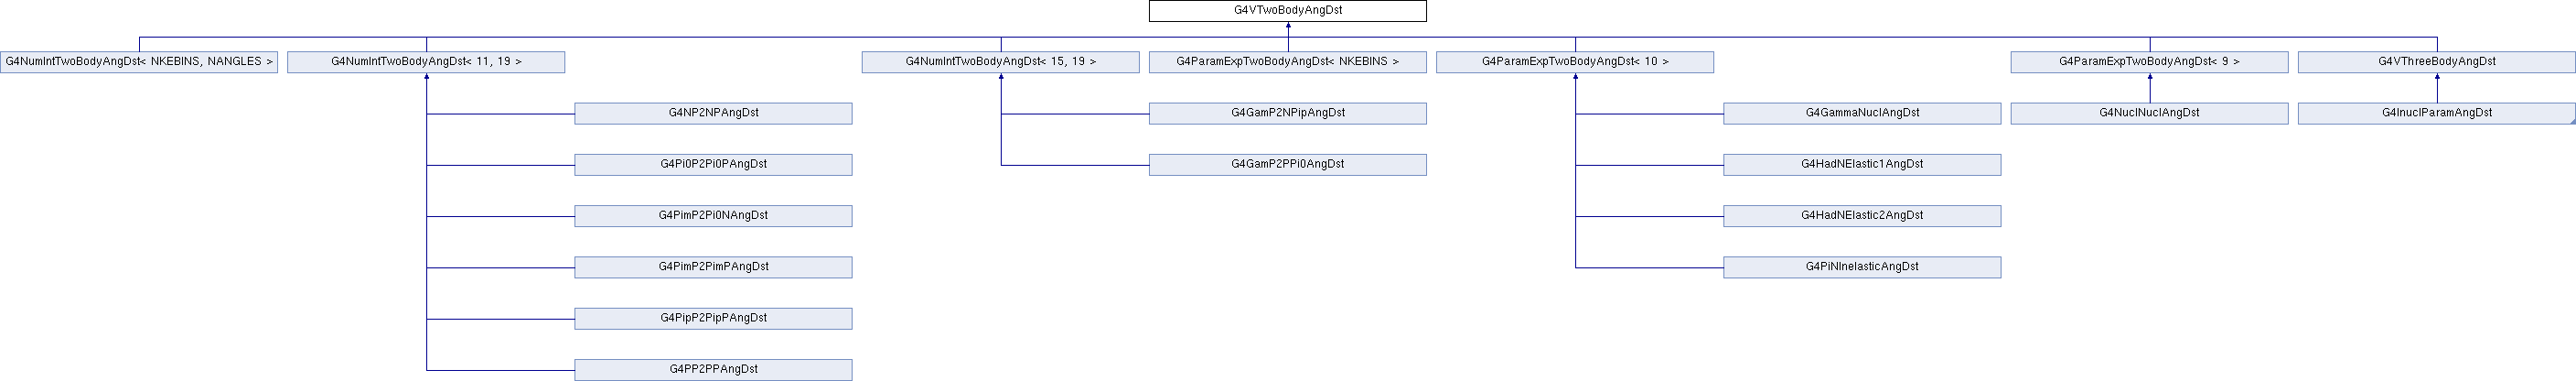 G4VTwoBodyAngDst
G4NumIntTwoBodyAngDst< NKEBINS, NANGLES >
G4NumIntTwoBodyAngDst< 11, 19 >
G4NumIntTwoBodyAngDst< 15, 19 >
G4ParamExpTwoBodyAngDst< NKEBINS >
G4ParamExpTwoBodyAngDst< 10 >
G4ParamExpTwoBodyAngDst< 9 >
G4VThreeBodyAngDst
G4NP2NPAngDst
G4GamP2NPipAngDst
G4GammaNuclAngDst
G4NuclNuclAngDst
G4InuclParamAngDst
G4Pi0P2Pi0PAngDst
G4GamP2PPi0AngDst
G4HadNElastic1AngDst
G4PimP2Pi0NAngDst
G4HadNElastic2AngDst
G4PimP2PimPAngDst
G4PiNInelasticAngDst
G4PipP2PipPAngDst
G4PP2PPAngDst